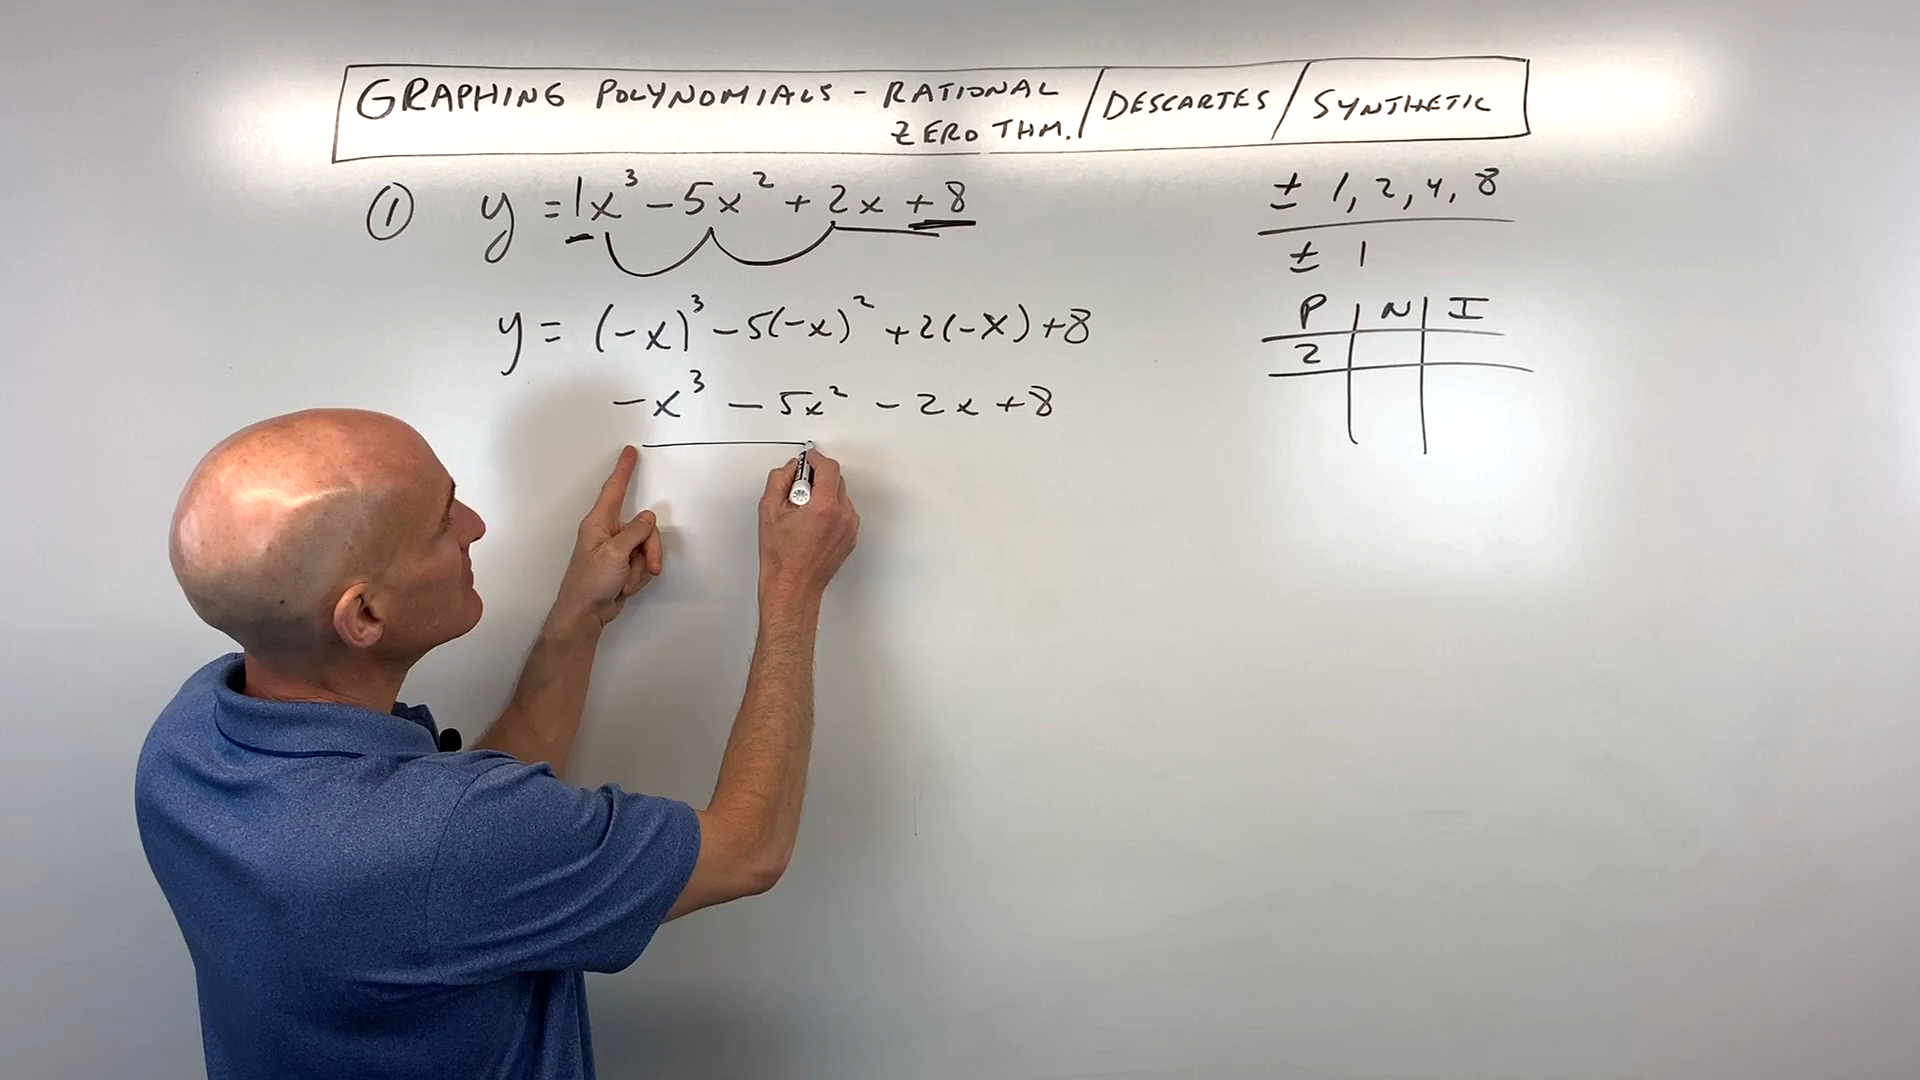 GRAPHING POLYNOMIALS - RATIONAL ZERO THM. / DESCARTES / SYNTHETIC
① y = 1x³ - 5x² + 2x + 8
± 1, 2, 4, 8
± 1
y = (-x)³ - 5(-x)² + 2(-x) + 8
P | N | I
2
-x³ - 5x² - 2x + 8